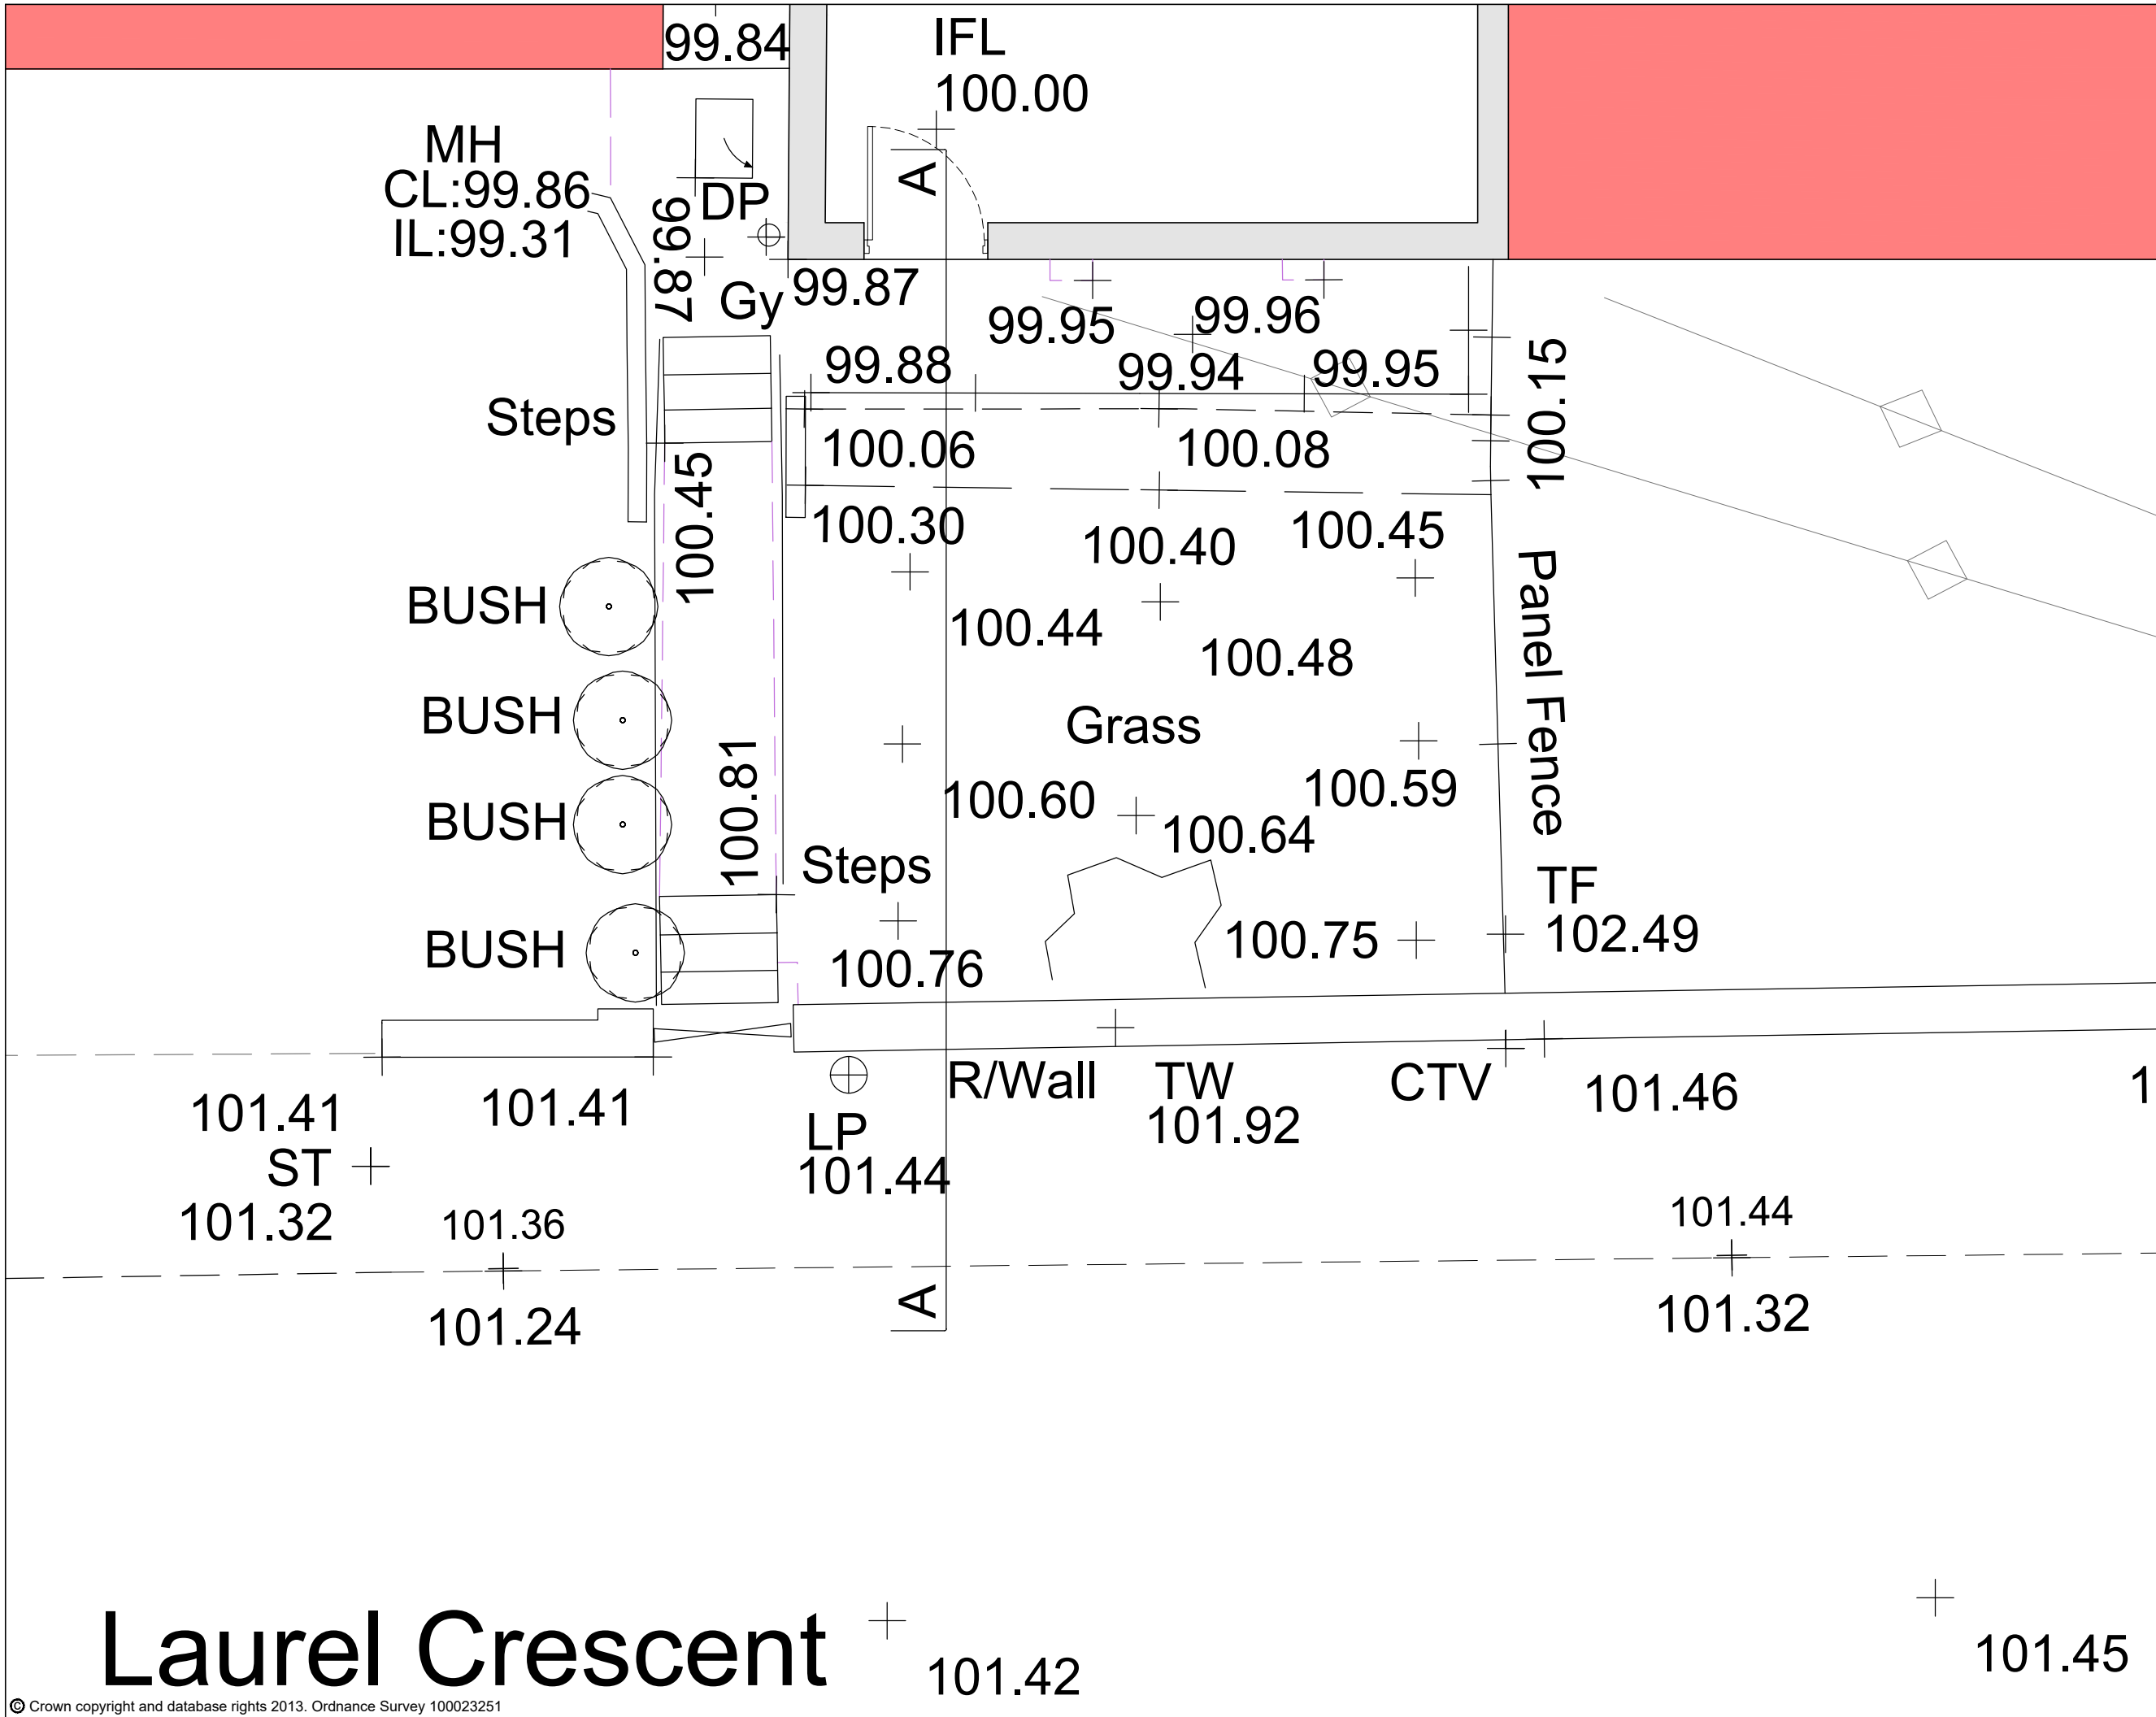 99.84
IFL
100.00
MH
CL:99.86
IL:99.31
A
DP
99.87
Gy
99.87
99.95
99.96
99.88
99.94
99.95
100.15
Steps
100.06
100.08
100.45
100.30
100.40
100.45
BUSH
100.44
100.48
Panel Fence
BUSH
Grass
100.81
100.60
100.59
BUSH
100.64
Steps
TF
102.49
BUSH
100.76
100.75
R/Wall
TW
101.92
CTV
101.46
1
101.41
101.41
LP
101.44
ST
101.32
101.36
101.44
A
101.24
101.32
Laurel Crescent
101.42
101.45
© Crown copyright and database rights 2013. Ordnance Survey 100023251